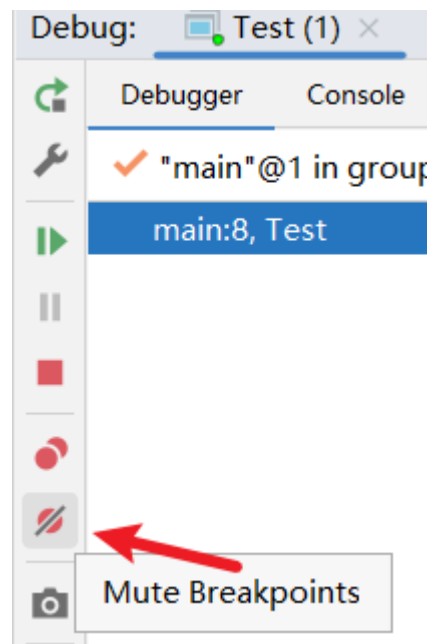 Debug: Test (1)
Debugger Console
"main"@1 in group
main:8, Test
Mute Breakpoints